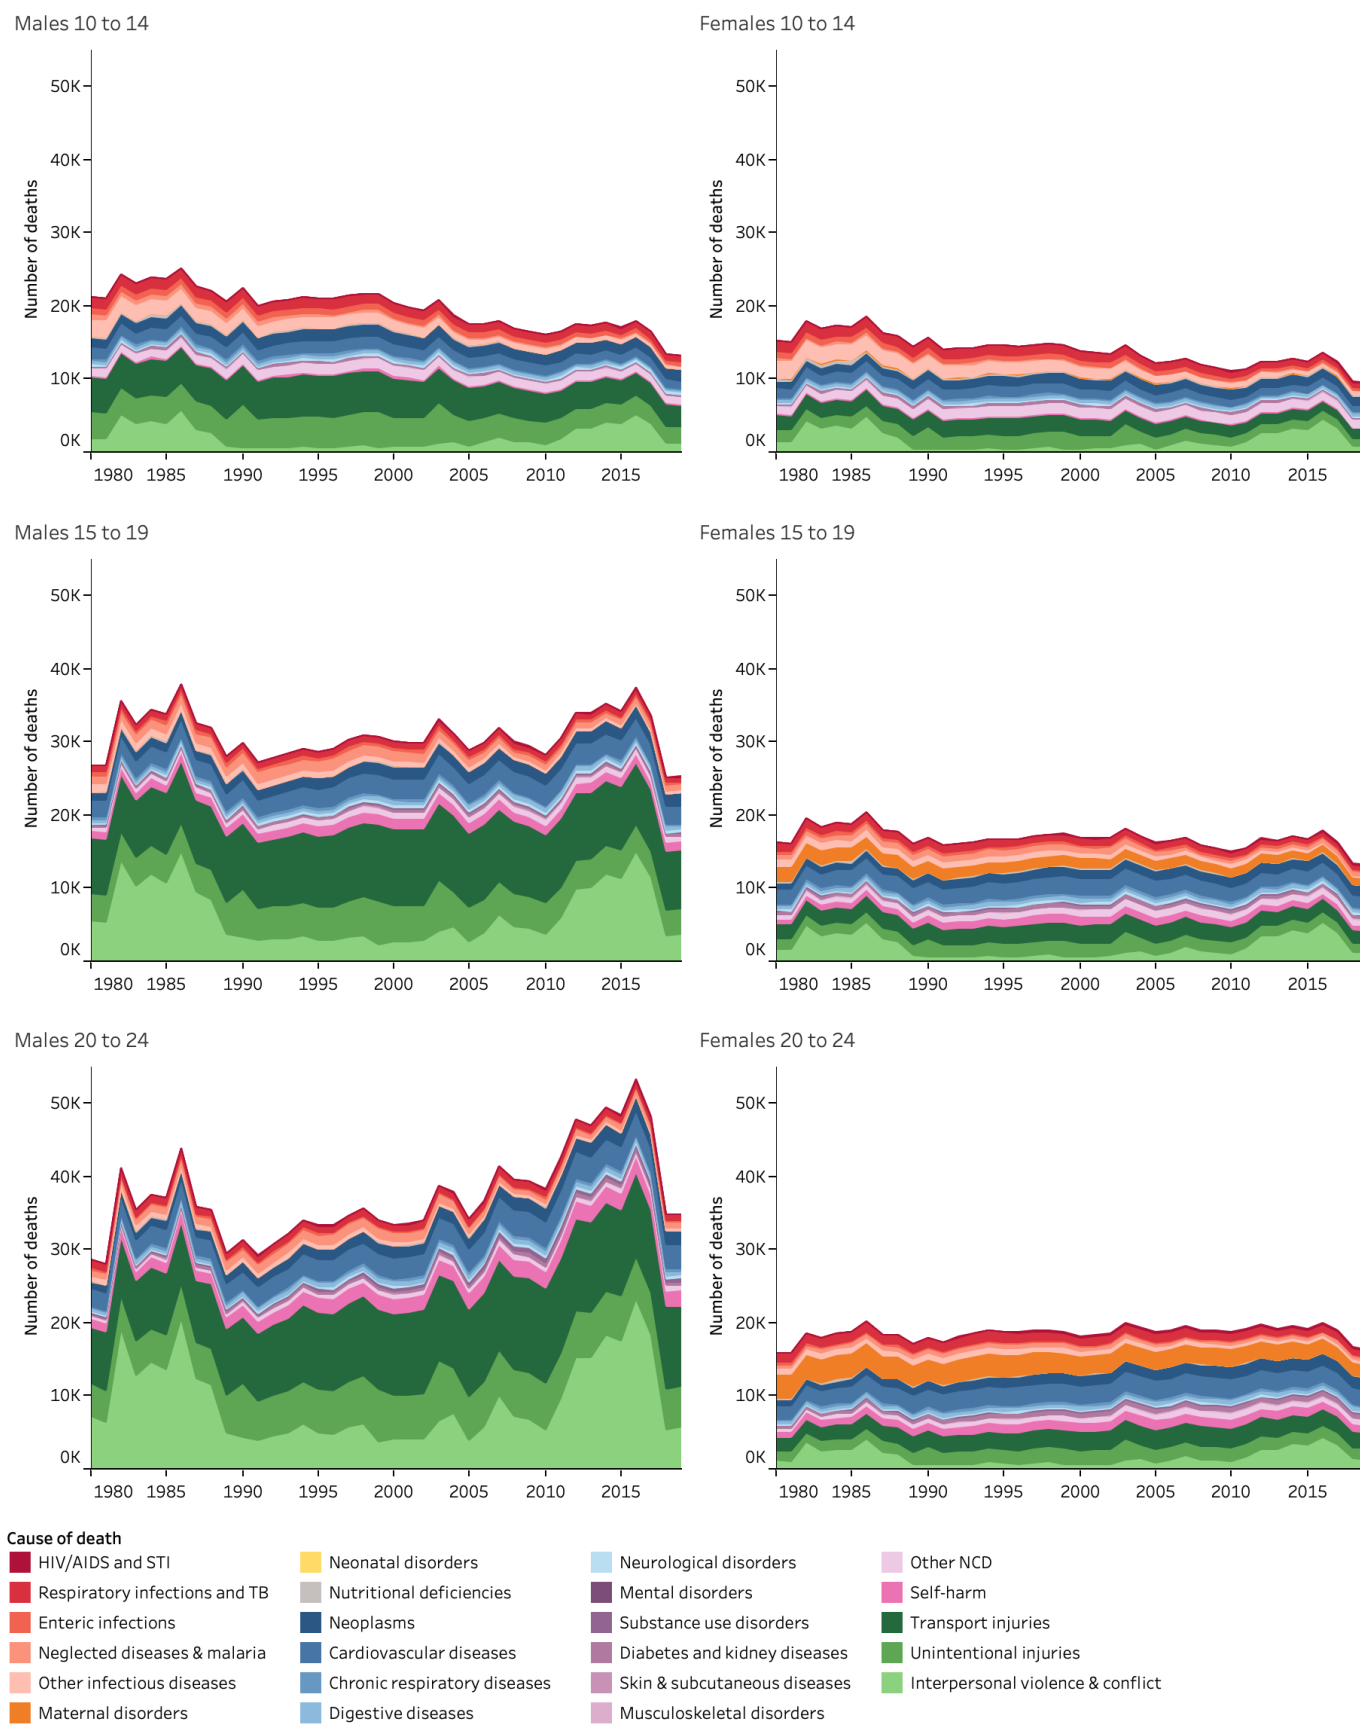 Males 10 to 14
Females 10 to 14
Number of deaths
50K
40K
30K
20K
10K
0K
1980 1985 1990 1995 2000 2005 2010 2015
Number of deaths
50K
40K
30K
20K
10K
0K
1980 1985 1990 1995 2000 2005 2010 2015
Males 15 to 19
Females 15 to 19
Number of deaths
50K
40K
30K
20K
10K
0K
1980 1985 1990 1995 2000 2005 2010 2015
Number of deaths
50K
40K
30K
20K
10K
0K
1980 1985 1990 1995 2000 2005 2010 2015
Males 20 to 24
Females 20 to 24
Number of deaths
50K
40K
30K
20K
10K
0K
1980 1985 1990 1995 2000 2005 2010 2015
Number of deaths
50K
40K
30K
20K
10K
0K
1980 1985 1990 1995 2000 2005 2010 2015
Cause of death
HIV/AIDS and STI
Respiratory infections and TB
Enteric infections
Neglected diseases & malaria
Other infectious diseases
Maternal disorders
Neonatal disorders
Nutritional deficiencies
Neoplasms
Cardiovascular diseases
Chronic respiratory diseases
Digestive diseases
Neurological disorders
Mental disorders
Substance use disorders
Diabetes and kidney diseases
Skin & subcutaneous diseases
Musculoskeletal disorders
Other NCD
Self-harm
Transport injuries
Unintentional injuries
Interpersonal violence & conflict